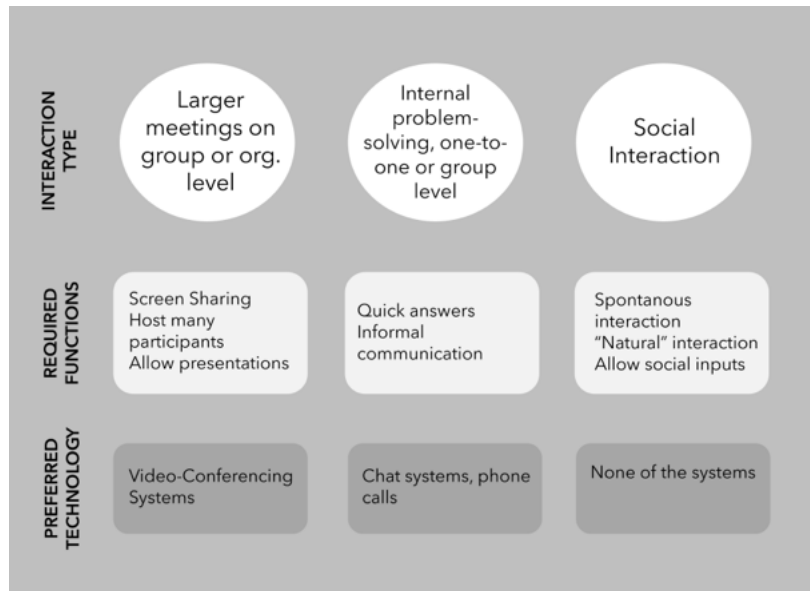 INTERACTION
TYPE
Larger
meetings on
group or org.
level
Internal
problem-
solving, one-to-
one or group
level
Social
Interaction
REQUIRED
FUNCTIONS
Screen Sharing
Host many
participants
Allow presentations
Quick answers
Informal
communication
Spontanous
interaction
“Natural” interaction
Allow social inputs
PREFERRED
TECHNOLOGY
Video-Conferencing
Systems
Chat systems, phone
calls
None of the systems